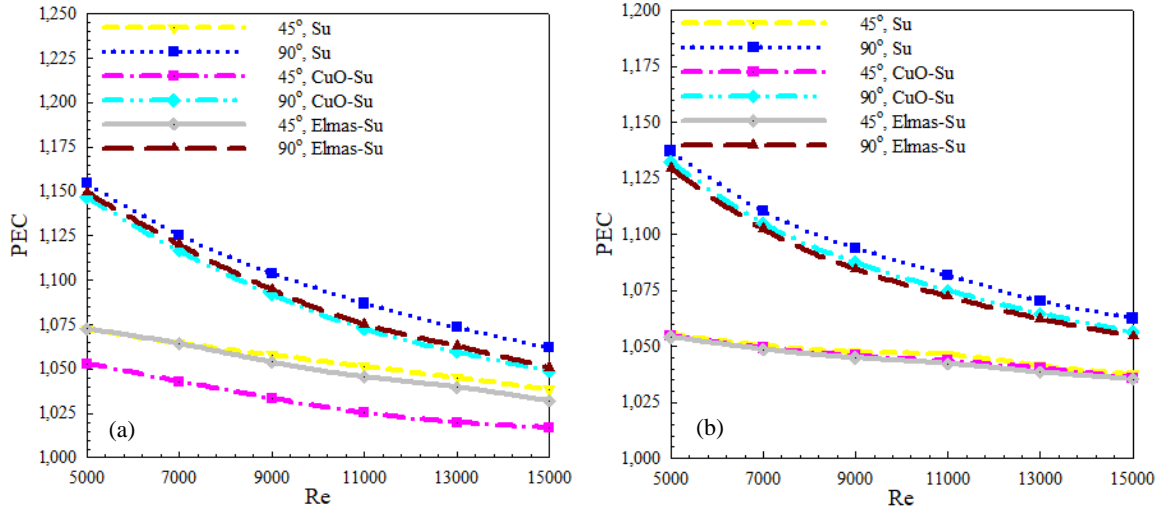 1,250
1,225
1,200
1,175
1,150
1,125
1,100
1,075
1,050
1,025
1,000
PEC
45°, Su
90°, Su
45°, CuO-Su
90°, CuO-Su
45°, Elmas-Su
90°, Elmas-Su
(a)
5000 7000 9000 11000 13000 15000
Re
1,200
1,175
1,150
1,125
1,100
1,075
1,050
1,025
1,000
PEC
45°, Su
90°, Su
45°, CuO-Su
90°, CuO-Su
45°, Elmas-Su
90°, Elmas-Su
(b)
5000 7000 9000 11000 13000 15000
Re